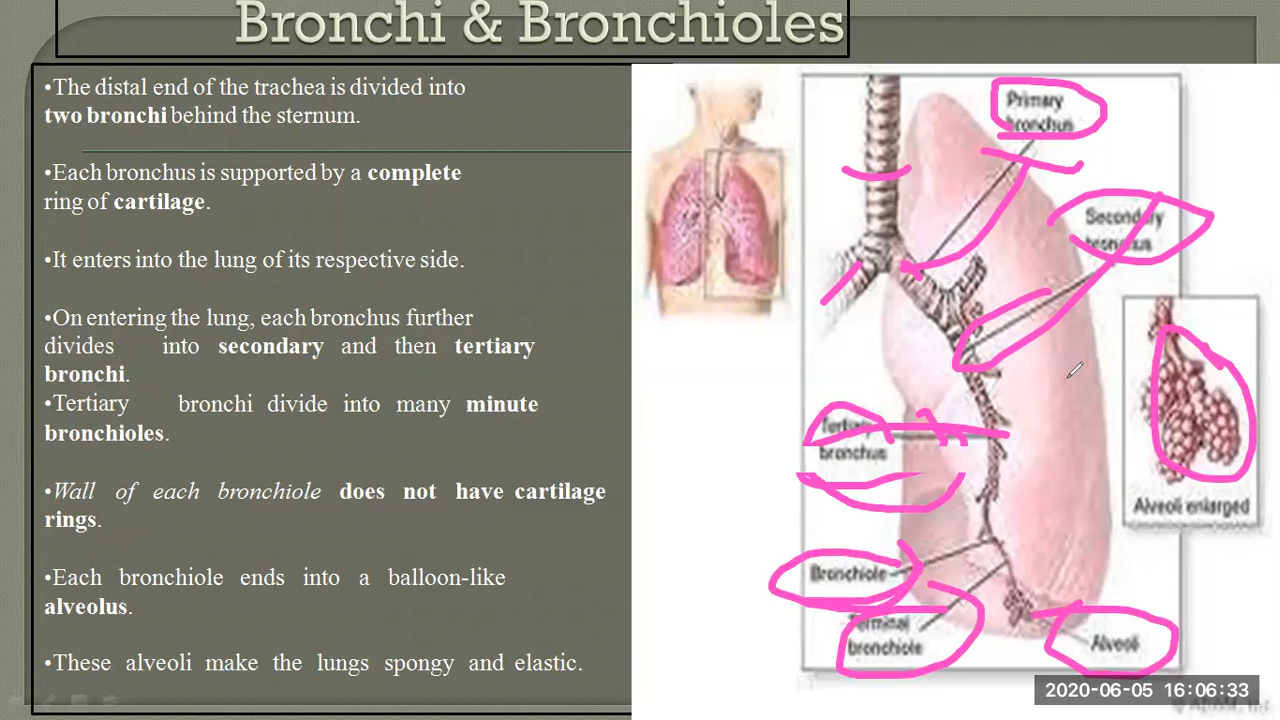 Bronchi & Bronchioles
•The distal end of the trachea is divided into
two bronchi behind the sternum.
•Each bronchus is supported by a complete
ring of cartilage.
•It enters into the lung of its respective side.
•On entering the lung, each bronchus further
divides into secondary and then tertiary
bronchi.
•Tertiary bronchi divide into many minute
bronchioles.
•Wall of each bronchiole does not have cartilage
rings.
•Each bronchiole ends into a balloon-like
alveolus.
•These alveoli make the lungs spongy and elastic.
Primary
bronchus
Secondary
bronchus
Tertiary
bronchus
Bronchiole
Terminal
bronchiole
Alveoli
Alveoli enlarged
2020-06-05 16:06:33